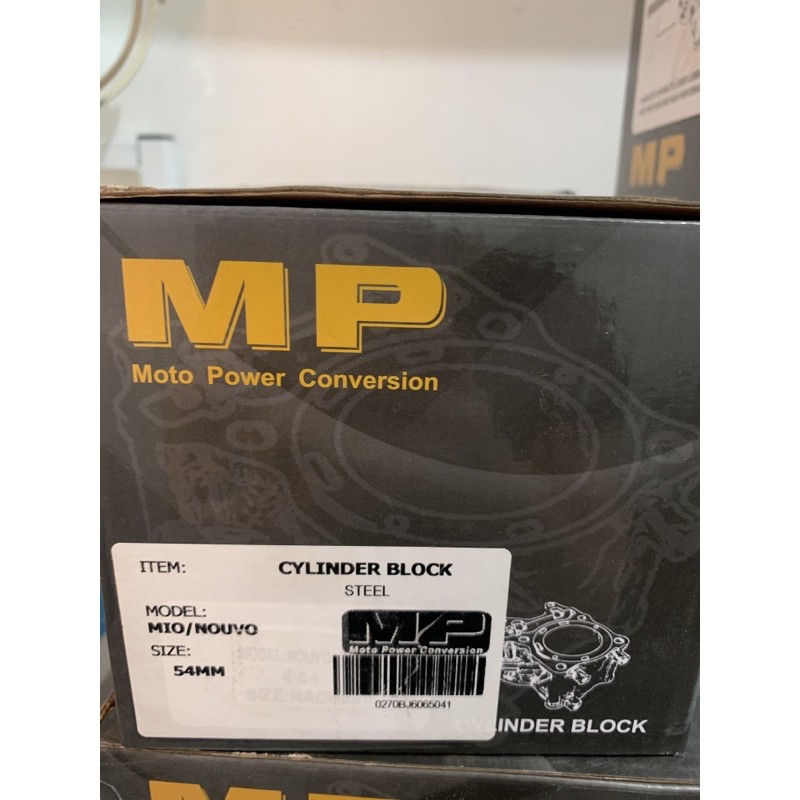 MP
MP
Moto Power Conversion
ITEM: CYLINDER BLOCK
STEEL
MODEL:
MIO/NOUVO
SIZE:
54MM
MP
Moto Power Conversion
0270BJ6065041
CYLINDER BLOCK
MP